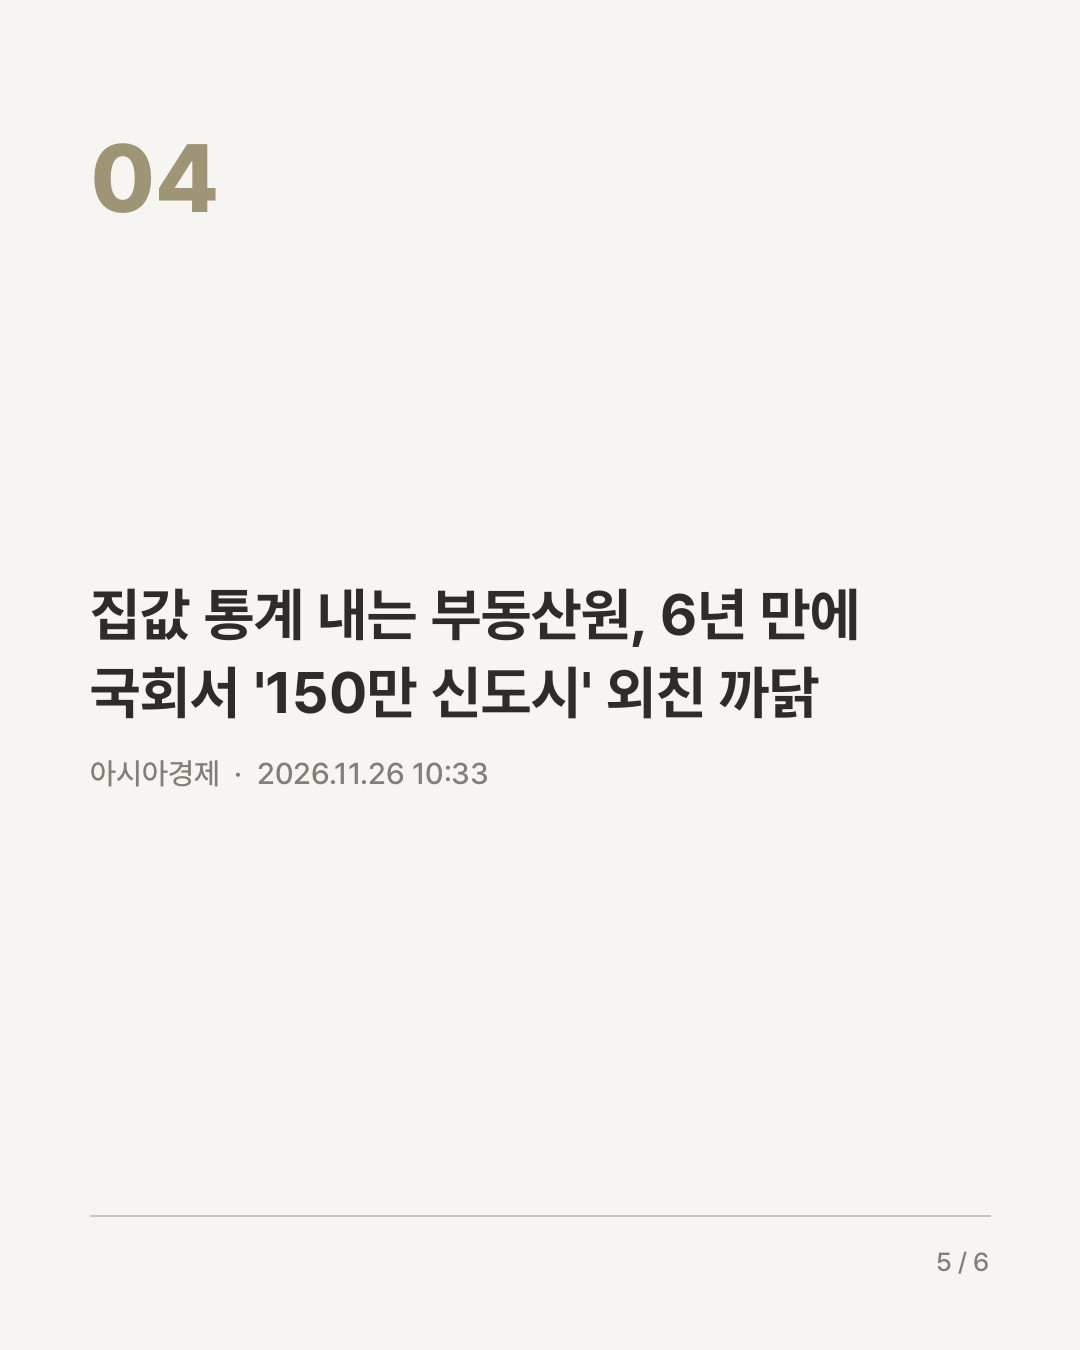 04
집값 통계 내는 부동산원, 6년 만에
국회서 '150만 신도시' 외친 까닭
아시아경제 · 2026.11.26 10:33
5 / 6